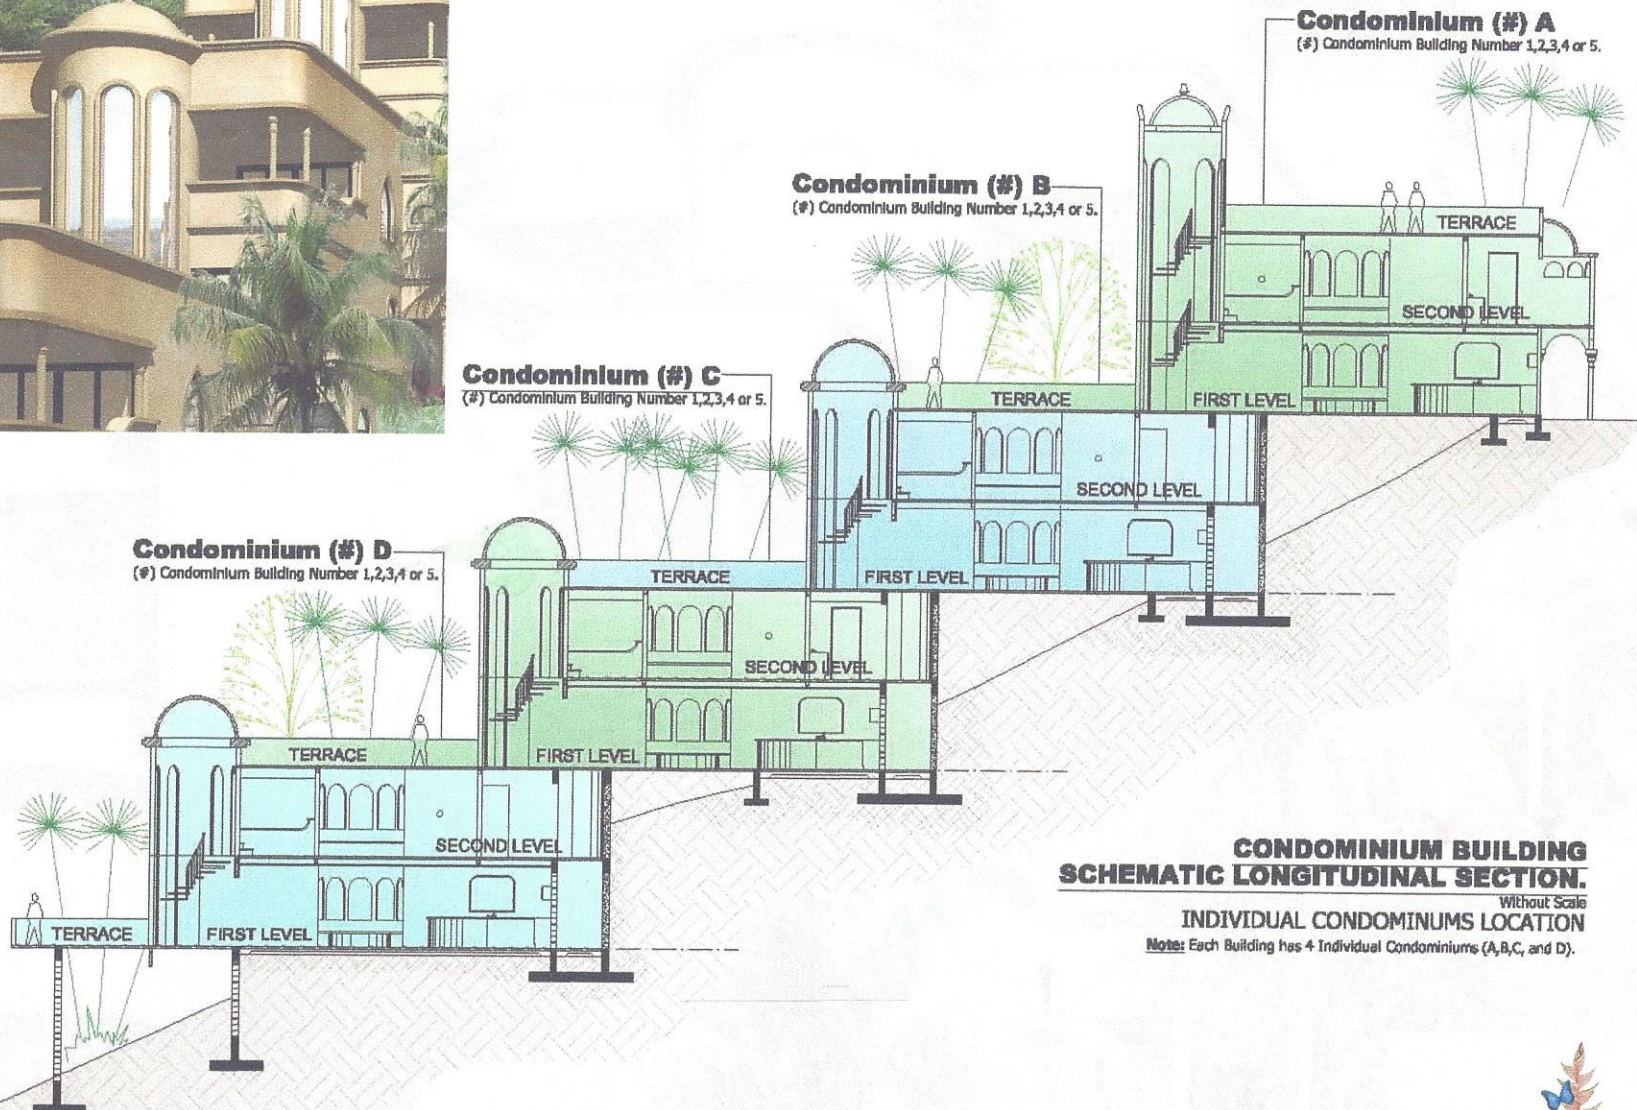 Condominium (#) A
(#) Condominium Building Number 1,2,3,4 or 5.
Condominium (#) B
(#) Condominium Building Number 1,2,3,4 or 5.
TERRACE
SECOND LEVEL
FIRST LEVEL
Condominium (#) C
(#) Condominium Building Number 1,2,3,4 or 5.
TERRACE
SECOND LEVEL
FIRST LEVEL
Condominium (#) D
(#) Condominium Building Number 1,2,3,4 or 5.
TERRACE
SECOND LEVEL
FIRST LEVEL
TERRACE
SECOND LEVEL
FIRST LEVEL
TERRACE
CONDOMINIUM BUILDING
SCHEMATIC LONGITUDINAL SECTION.
Without Scale
INDIVIDUAL CONDOMINUMS LOCATION
Note: Each Building has 4 Individual Condominiums (A,B,C, and D).